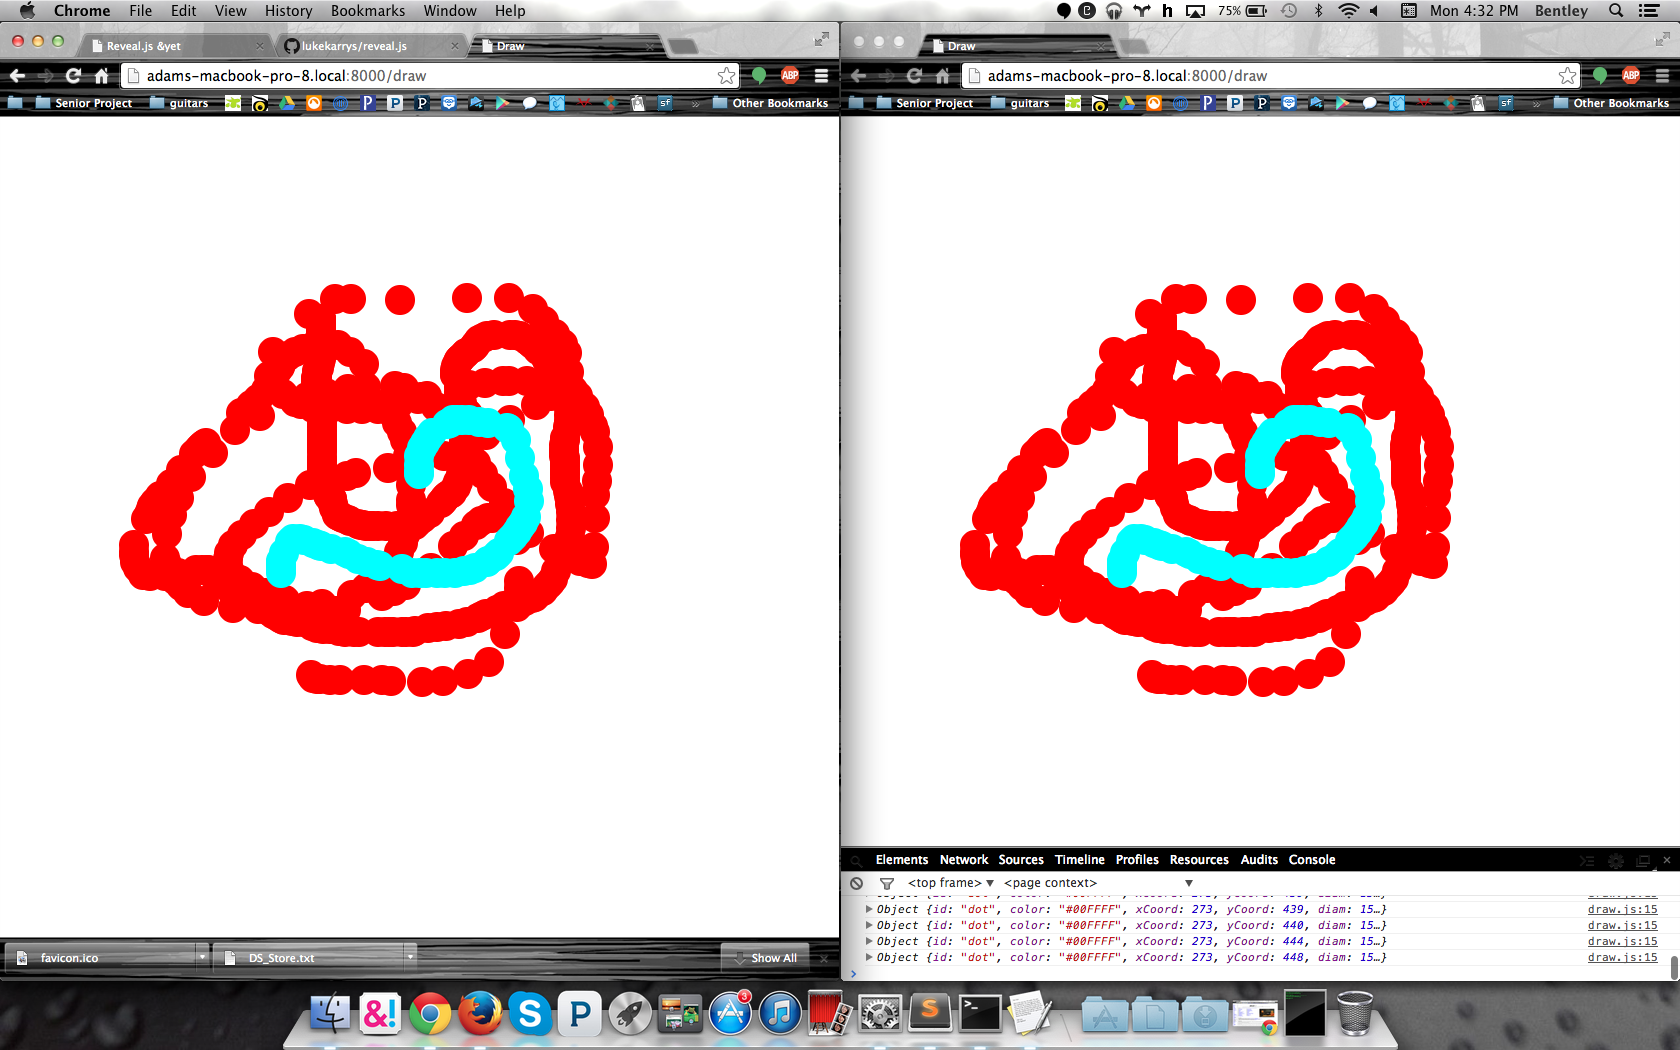 Chrome File Edit View History Bookmarks Window Help
75% Mon 4:32 PM Bentley
Reveal.js &yet
lukekarrys/reveal.js
Draw
Draw
adams-macbook-pro-8.local:8000/draw
ABP
adams-macbook-pro-8.local:8000/draw
ABP
Senior Project
guitars
sf
» Other Bookmarks
Senior Project
guitars
sf
» Other Bookmarks
Elements Network Sources Timeline Profiles Resources Audits Console
<top frame> ▼ <page context> ▼
Object {id: "dot", color: "#00FFFF", xCoord: 273, yCoord: 439, diam: 15…} draw.js:15
Object {id: "dot", color: "#00FFFF", xCoord: 273, yCoord: 440, diam: 15…} draw.js:15
Object {id: "dot", color: "#00FFFF", xCoord: 273, yCoord: 444, diam: 15…} draw.js:15
Object {id: "dot", color: "#00FFFF", xCoord: 273, yCoord: 448, diam: 15…} draw.js:15
favicon.ico
DS_Store.txt
Show All
&!
S
P
3
S